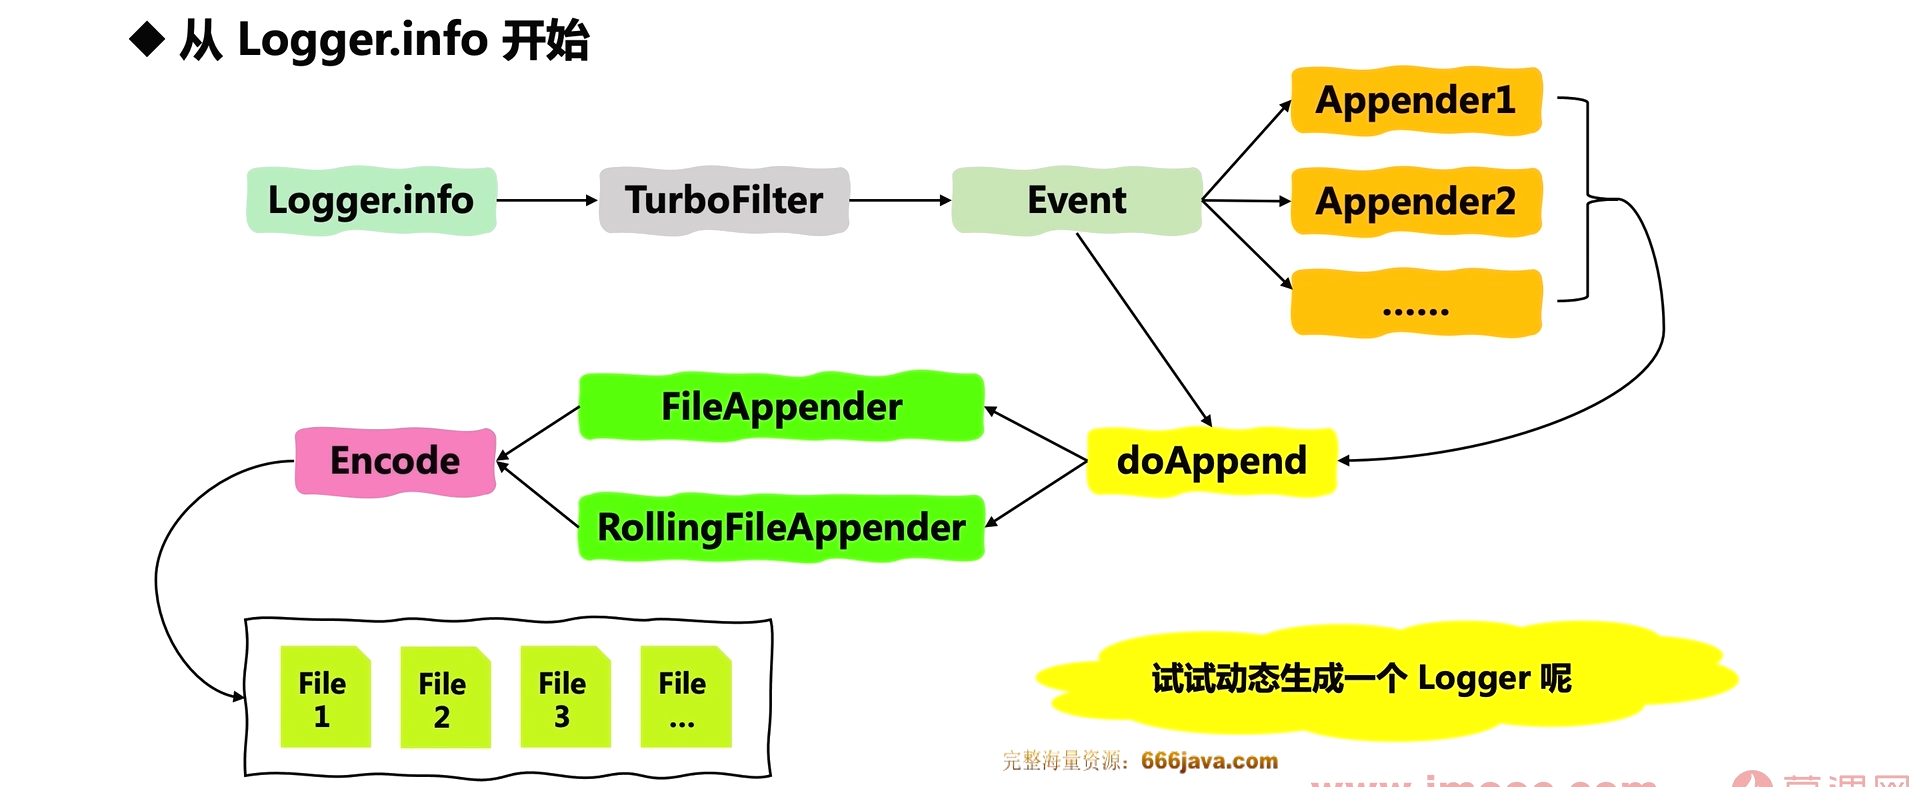 ◆ 从 Logger.info 开始
Logger.info
TurboFilter
Event
Appender1
Appender2
......
doAppend
FileAppender
RollingFileAppender
Encode
File
1
File
2
File
3
File
...
试试动态生成一个 Logger 呢
完整海量资源：666java.com